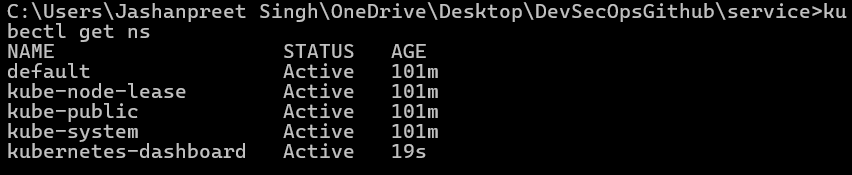 C:\Users\Jashanpreet Singh\OneDrive\Desktop\DevSecOpsGithub\service>ku
bectl get ns
NAME                   STATUS   AGE
default                Active   101m
kube-node-lease        Active   101m
kube-public            Active   101m
kube-system            Active   101m
kubernetes-dashboard   Active   19s